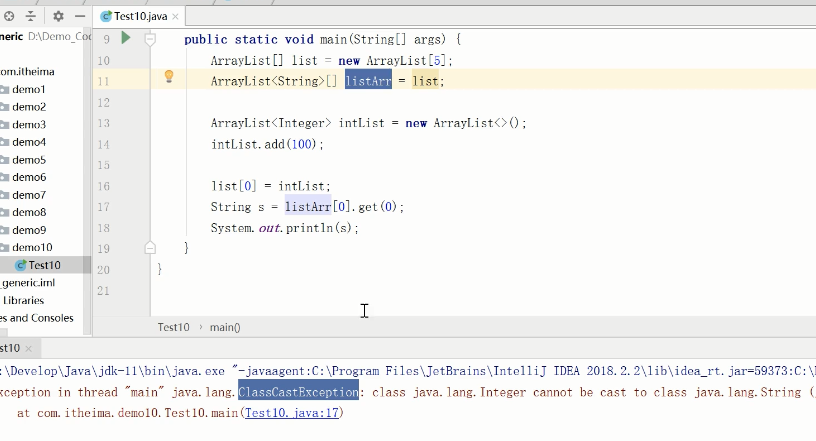 Test10.java
neric D:\Demo_Co
om.itheima
demo1
demo2
demo3
demo4
demo5
demo6
demo7
demo8
demo9
demo10
Test10
_generic.iml
Libraries
es and Consoles
9 public static void main(String[] args) {
10 ArrayList[] list = new ArrayList[5];
11 ArrayList<String>[] listArr = list;
12
13 ArrayList<Integer> intList = new ArrayList<>();
14 intList.add(100);
15
16 list[0] = intList;
17 String s = listArr[0].get(0);
18 System.out.println(s);
19 }
20 }
21
Test10 › main()
st10
:\Develop\Java\jdk-11\bin\java.exe "-javaagent:C:\Program Files\JetBrains\IntelliJ IDEA 2018.2.2\lib\idea_rt.jar=59373:C:\
xception in thread "main" java.lang.ClassCastException: class java.lang.Integer cannot be cast to class java.lang.String (
at com.itheima.demo10.Test10.main(Test10.java:17)